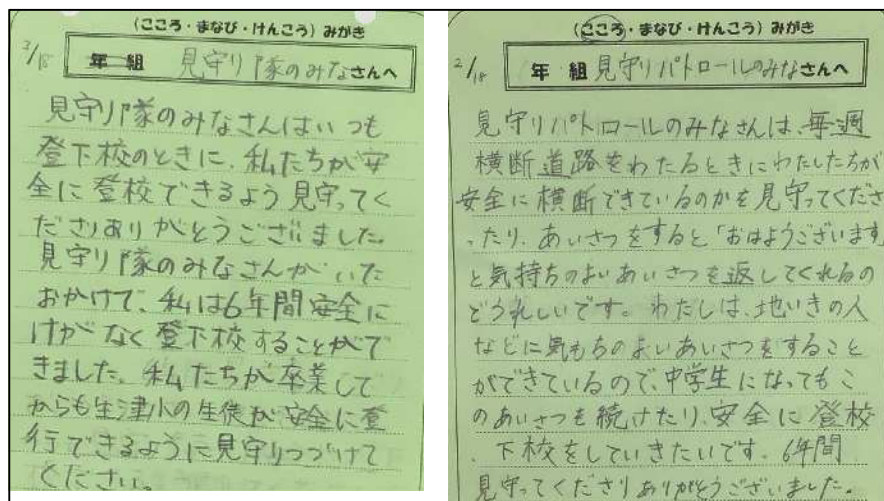 (こころ・まなび・けんこう) みがき
2/18
年 組 見守り隊のみなさんへ
見守り隊のみなさんはいつも
登下校のときに、私たちが安
全に登校できるよう見守ってく
ださりありがとうございました。
見守り隊のみなさんがいた
おかげで、私は6年間安全に
けがなく登下校することがで
きました。私たちが卒業して
からも生津小の生徒が安全に登
行できるように見守りつづけて
ください。
(こころ・まなび・けんこう) みがき
2/18
年 組 見守りパトロールのみなさんへ
見守りパトロールのみなさんは、毎週
横断道路をわたるときにわたしたちが
安全に横断できているのかを見守ってくださ
ったり、あいさつをすると「おはようございます
と気持ちのよいあいさつを返してくれるの
でうれしいです。わたしは、地いきの人
などに気もちのよいあいさつをすること
ができているので、中学生になってもこ
のあいさつを続けたり、安全に登校
、下校をしていきたいです。6年間
見守ってくださりありがとうございました。